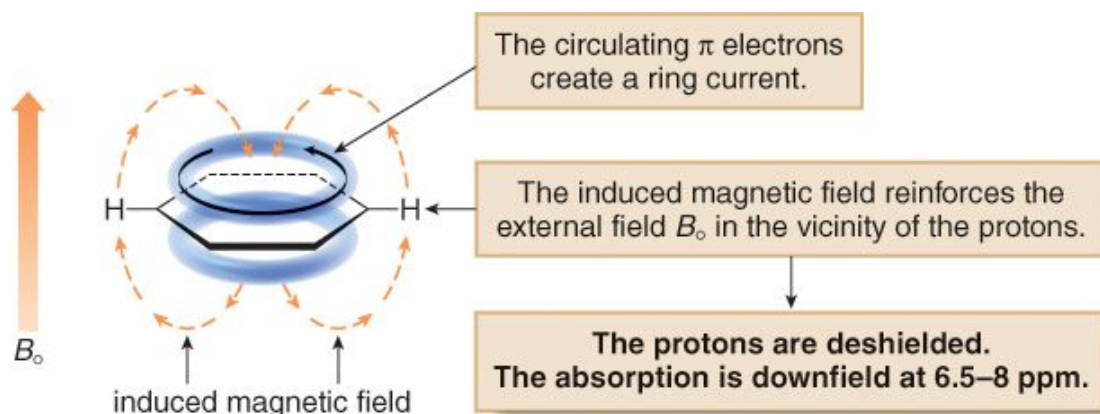 The circulating π electrons
create a ring current.
H
H
The induced magnetic field reinforces the
external field B₀ in the vicinity of the protons.
B₀
The protons are deshielded.
The absorption is downfield at 6.5–8 ppm.
induced magnetic field